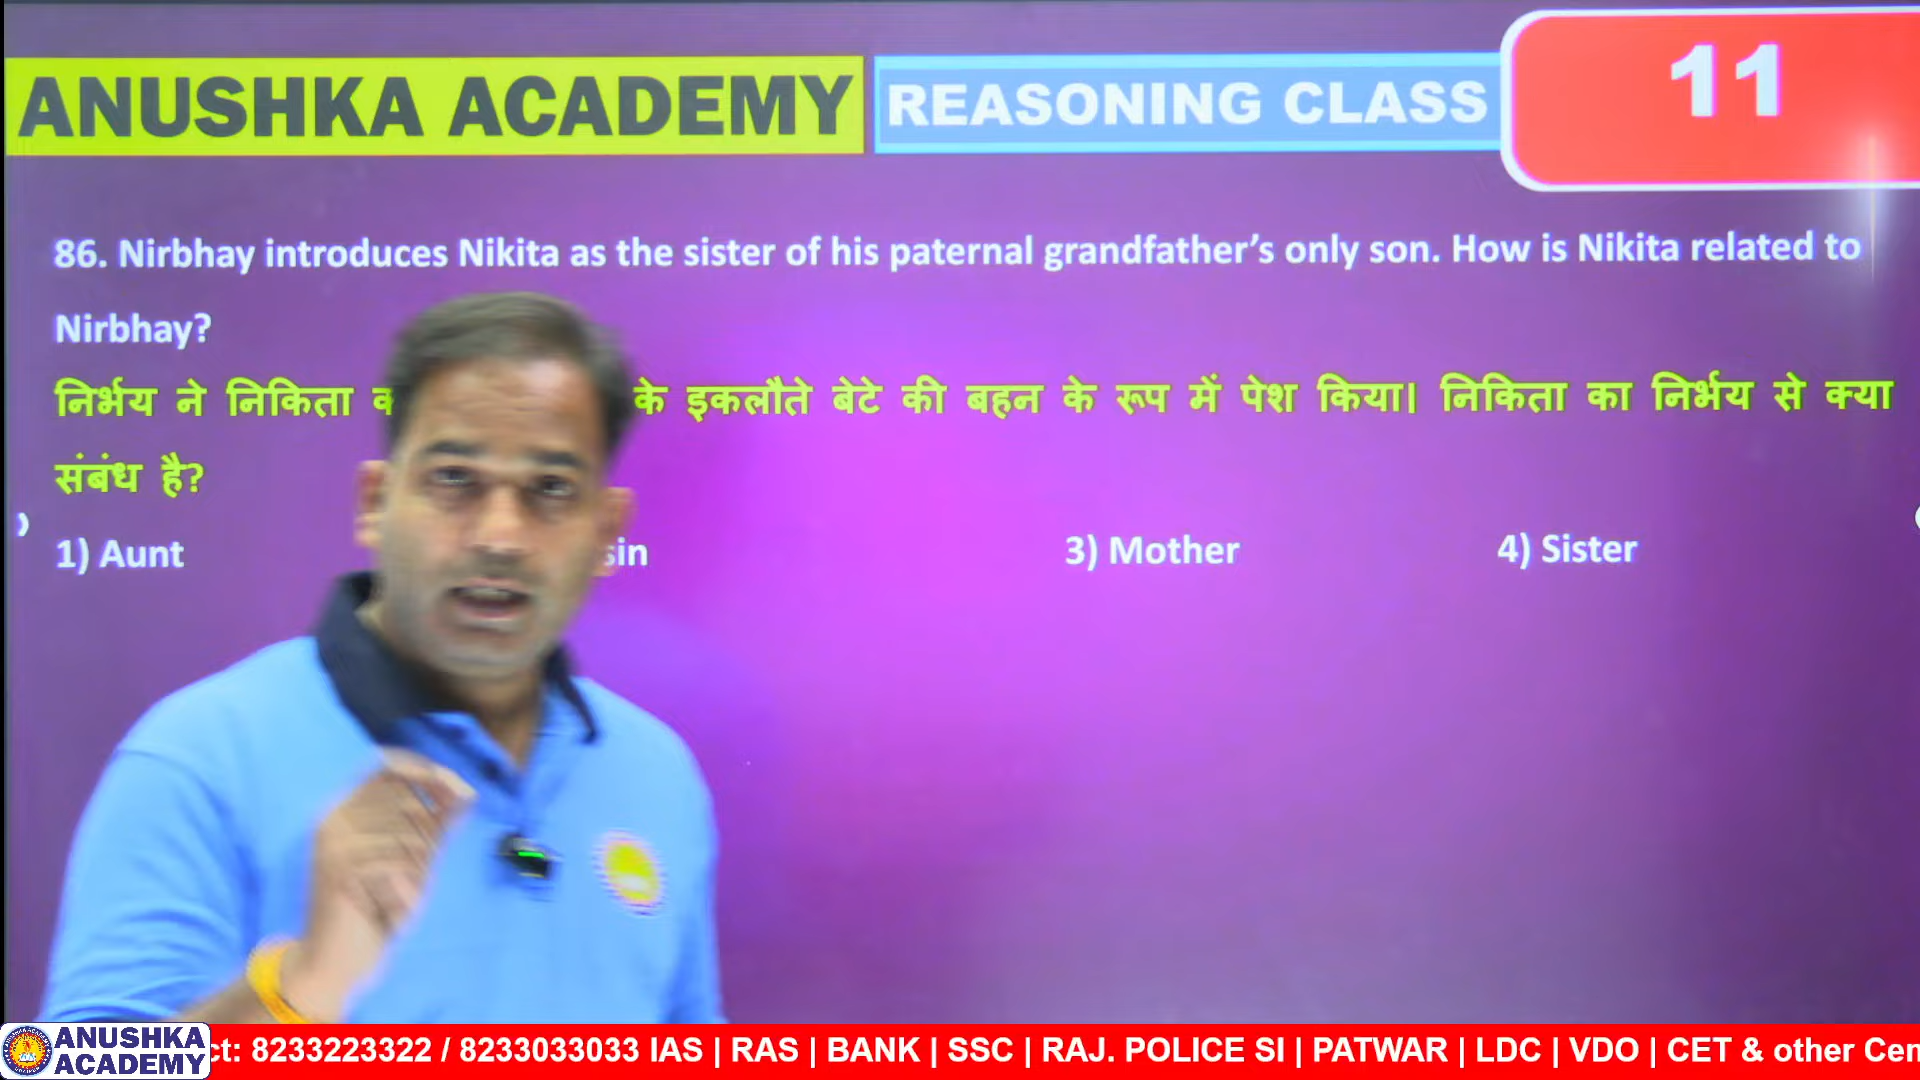 ANUSHKA ACADEMY
REASONING CLASS
11
86. Nirbhay introduces Nikita as the sister of his paternal grandfather's only son. How is Nikita related to
Nirbhay?
निर्भय ने निकिता के इकलौते बेटे की बहन के रूप में पेश किया। निकिता का निर्भय से क्या
संबंध है?
1) Aunt
3) Mother
4) Sister
ANUSHKA
ACADEMY
8233223322 / 8233033033 IAS | RAS | BANK | SSC | RAJ. POLICE SI | PATWAR | LDC | VDO | CET & other